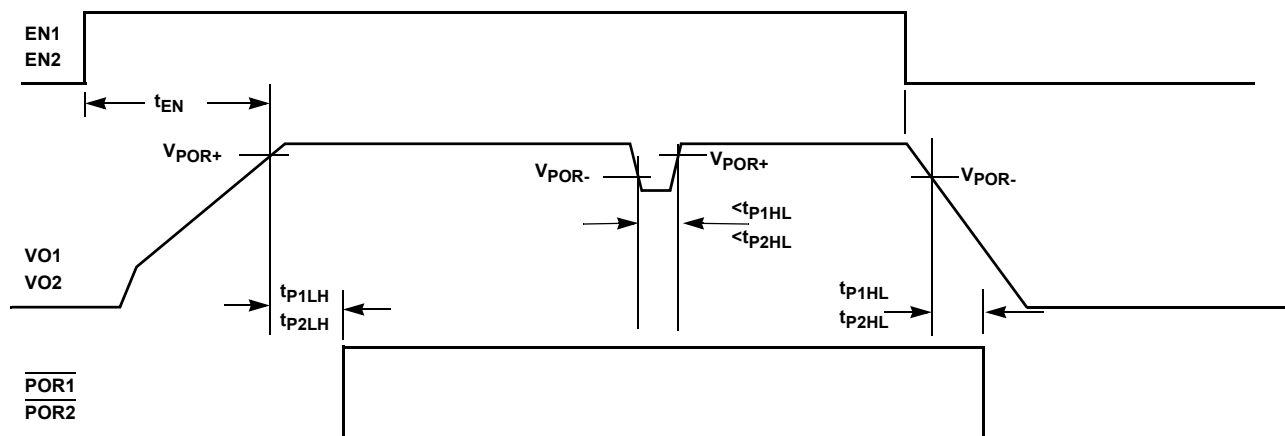 EN1
EN2
tEN
VPOR+
VPOR-
VPOR+
VPOR-
<tP1HL
<tP2HL
VO1
VO2
tP1LH
tP2LH
tP1HL
tP2HL
POR1
POR2